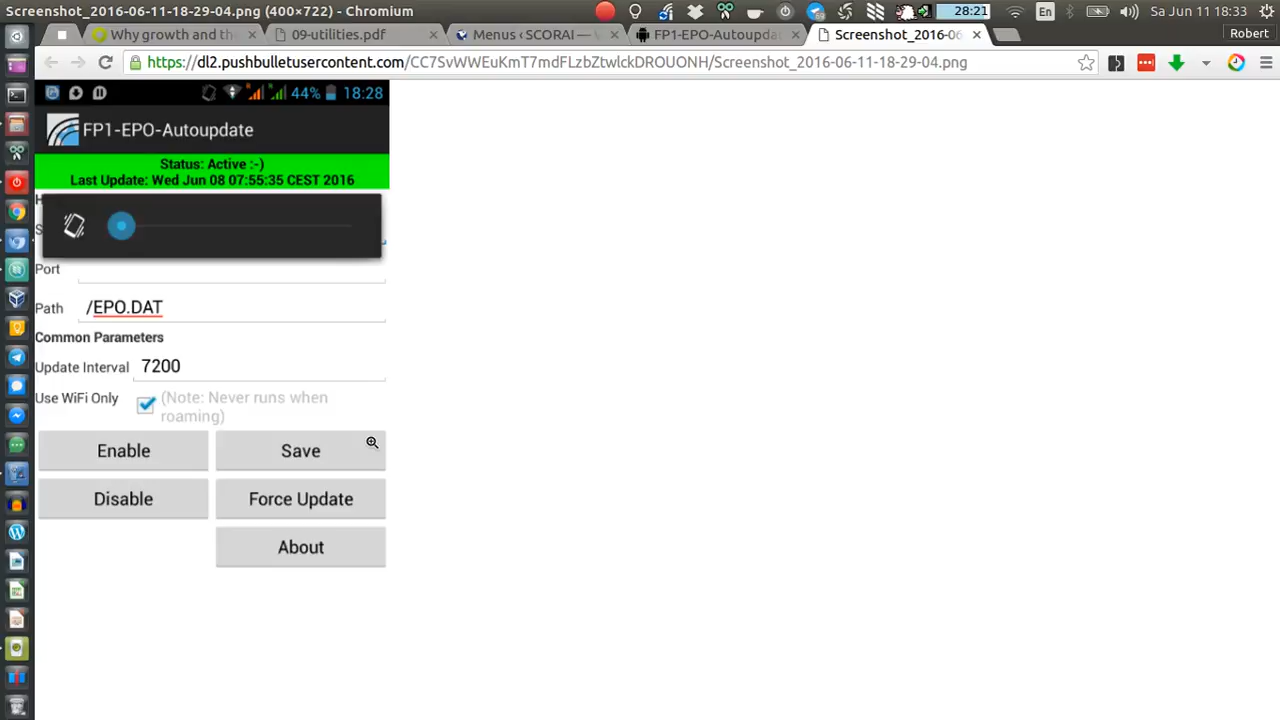 Screenshot_2016-06-11-18-29-04.png (400×722) - Chromium
28:21
En
Sa Jun 11 18:33
Why growth and th
09-utilities.pdf
Menus ‹ SCORAI — W
FP1-EPO-Autoupdat
Screenshot_2016-06-
Robert
https://dl2.pushbulletusercontent.com/CC7SvWWEuKmT7mdFLzbZtwlckDROUONH/Screenshot_2016-06-11-18-29-04.png
44% 18:28
FP1-EPO-Autoupdate
Status: Active :-)
Last Update: Wed Jun 08 07:55:35 CEST 2016
Port
Path /EPO.DAT
Common Parameters
Update Interval 7200
Use WiFi Only (Note: Never runs when
roaming)
Enable Save
Disable Force Update
About